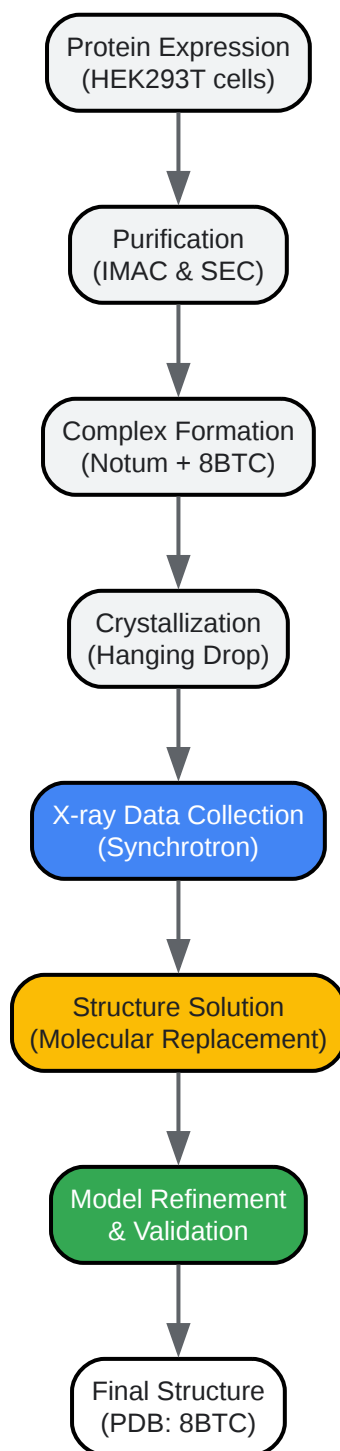 Protein Expression
(HEK293T cells)
Purification
(IMAC & SEC)
Complex Formation
(Notum + 8BTC)
Crystallization
(Hanging Drop)
X-ray Data Collection
(Synchrotron)
Structure Solution
(Molecular Replacement)
Model Refinement
& Validation
Final Structure
(PDB: 8BTC)